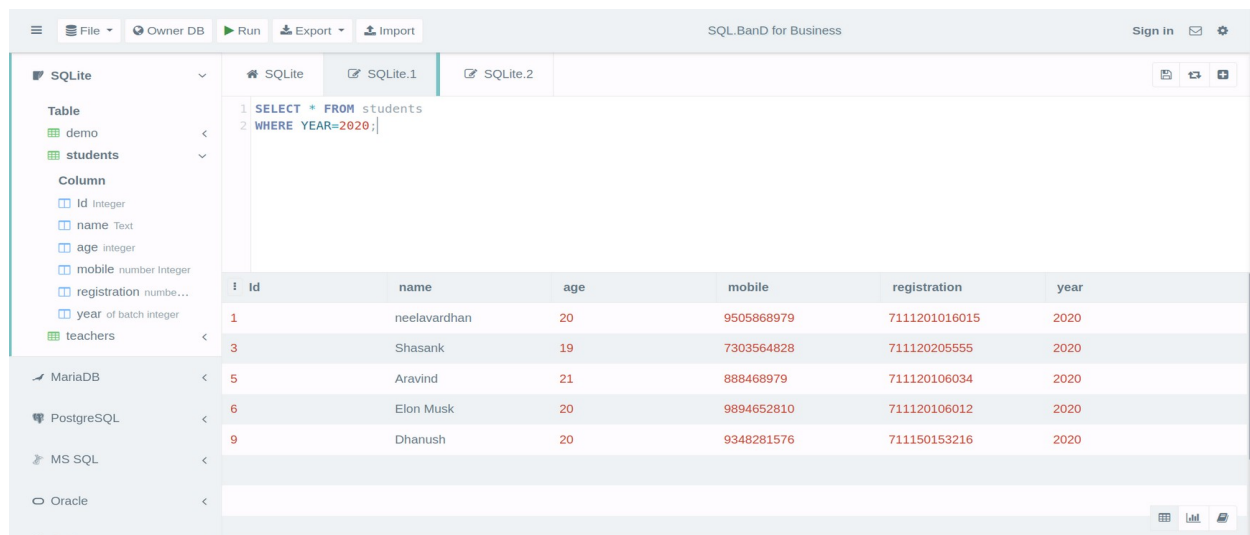 File Owner DB Run Export Import SQL.BanD for Business Sign in
SQLite
SQLite SQLite.1 SQLite.2
Table
demo
students
Column
Id Integer
name Text
age integer
mobile number Integer
registration numbe...
year of batch integer
teachers
MariaDB
PostgreSQL
MS SQL
Oracle
1 SELECT * FROM students
2 WHERE YEAR=2020;
Id name age mobile registration year
1 neelavardhan 20 9505868979 7111201016015 2020
3 Shasank 19 7303564828 711120205555 2020
5 Aravind 21 888468979 711120106034 2020
6 Elon Musk 20 9894652810 711120106012 2020
9 Dhanush 20 9348281576 711150153216 2020